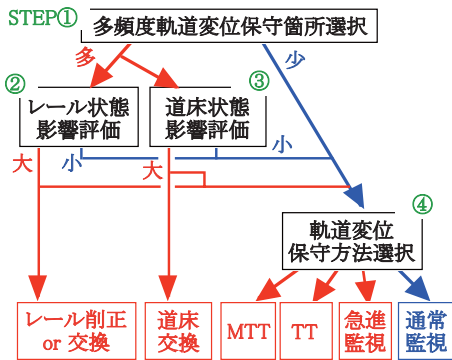 STEP①
多頻度軌道変位保守箇所選択
多
少
②
レール状態
影響評価
③
道床状態
影響評価
大
小
大
小
④
軌道変位
保守方法選択
レール削正
or 交換
道床
交換
MTT
TT
急進
監視
通常
監視